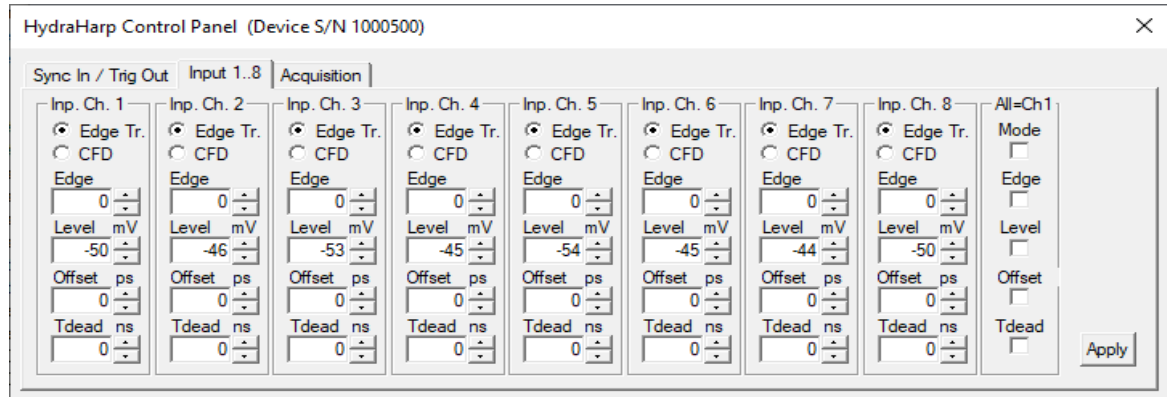 HydraHarp Control Panel (Device S/N 1000500)
Sync In / Trig Out Input 1..8 Acquisition
Inp. Ch. 1 Inp. Ch. 2 Inp. Ch. 3 Inp. Ch. 4 Inp. Ch. 5 Inp. Ch. 6 Inp. Ch. 7 Inp. Ch. 8 All=Ch1
Edge Tr. Edge Tr. Edge Tr. Edge Tr. Edge Tr. Edge Tr. Edge Tr. Edge Tr. Mode
CFD CFD CFD CFD CFD CFD CFD CFD
Edge Edge Edge Edge Edge Edge Edge Edge Edge
0 0 0 0 0 0 0 0
Level mV Level mV Level mV Level mV Level mV Level mV Level mV Level mV Level
-50 -46 -53 -45 -54 -45 -44 -50
Offset ps Offset ps Offset ps Offset ps Offset ps Offset ps Offset ps Offset ps Offset
0 0 0 0 0 0 0 0
Tdead ns Tdead ns Tdead ns Tdead ns Tdead ns Tdead ns Tdead ns Tdead ns Tdead
0 0 0 0 0 0 0 0 Apply